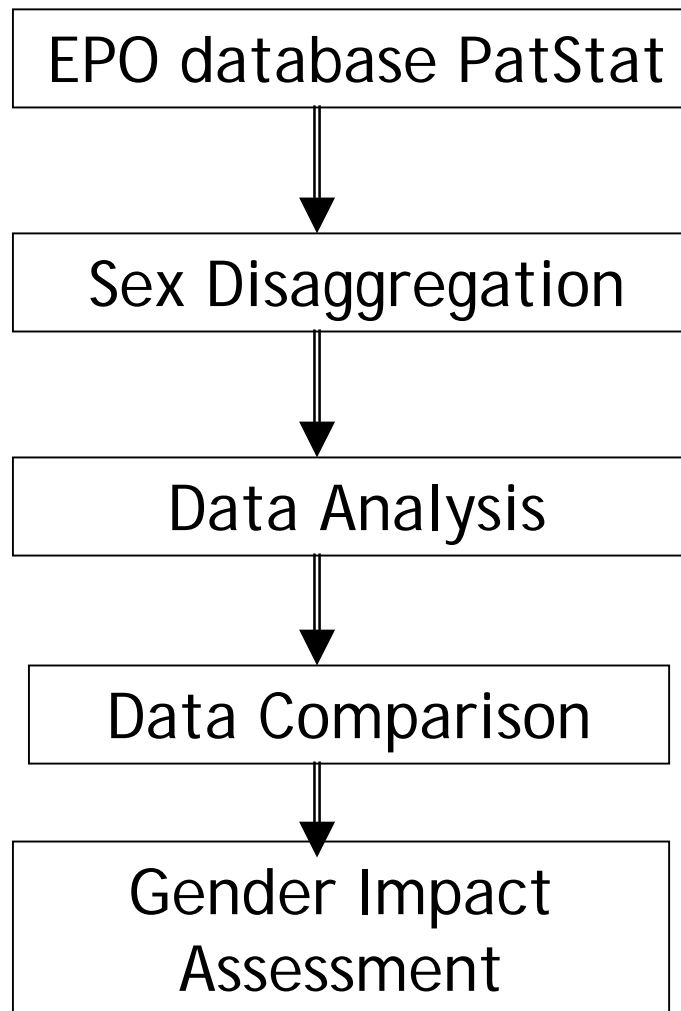 EPO database PatStat
Sex Disaggregation
Data Analysis
Data Comparison
Gender Impact
Assessment